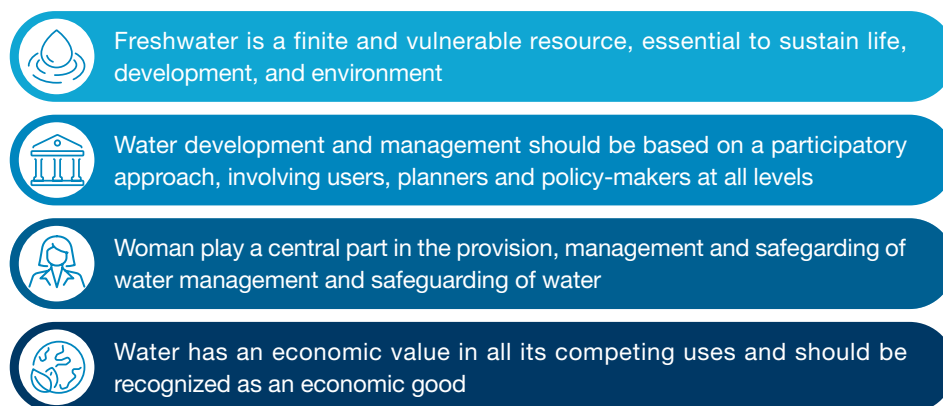 Freshwater is a finite and vulnerable resource, essential to sustain life,
development, and environment
Water development and management should be based on a participatory
approach, involving users, planners and policy-makers at all levels
Woman play a central part in the provision, management and safegarding of
water management and safeguarding of water
Water has an economic value in all its competing uses and should be
recognized as an economic good